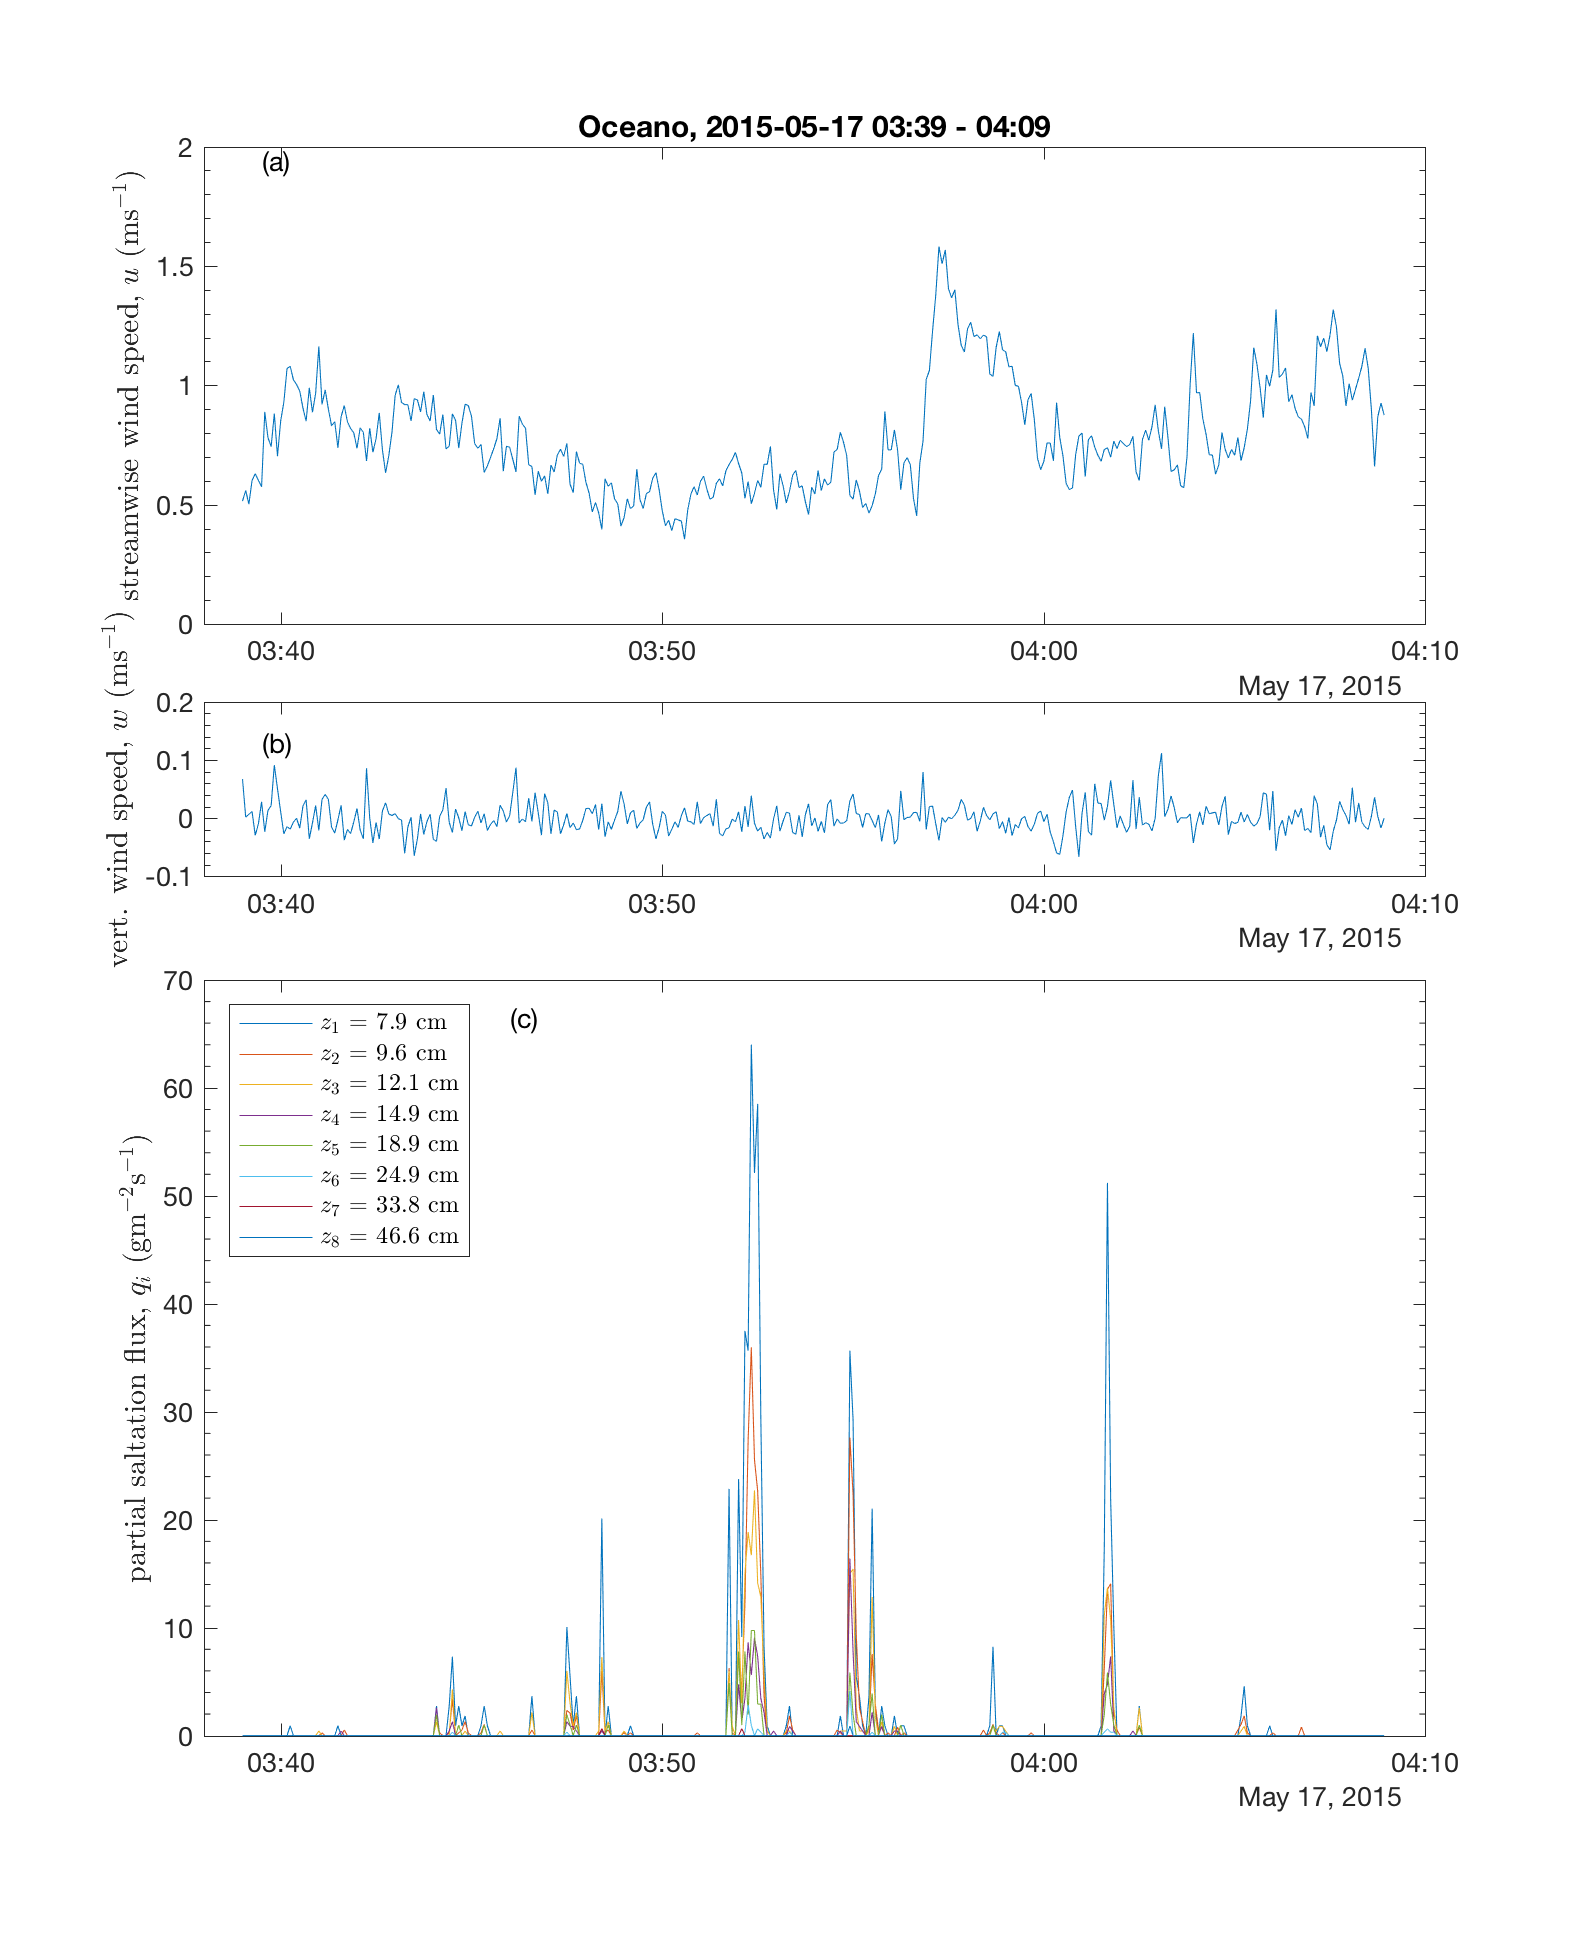 Oceano, 2015-05-17 03:39 - 04:09
(a)
streamwise wind speed, u (ms⁻¹)
2
1.5
1
0.5
0
03:40 03:50 04:00 04:10
May 17, 2015
(b)
vert. wind speed, w (ms⁻¹)
0.2
0.1
0
-0.1
03:40 03:50 04:00 04:10
May 17, 2015
(c)
partial saltation flux, qᵢ (gm⁻²s⁻¹)
70
60
50
40
30
20
10
0
z₁ = 7.9 cm
z₂ = 9.6 cm
z₃ = 12.1 cm
z₄ = 14.9 cm
z₅ = 18.9 cm
z₆ = 24.9 cm
z₇ = 33.8 cm
z₈ = 46.6 cm
03:40 03:50 04:00 04:10
May 17, 2015